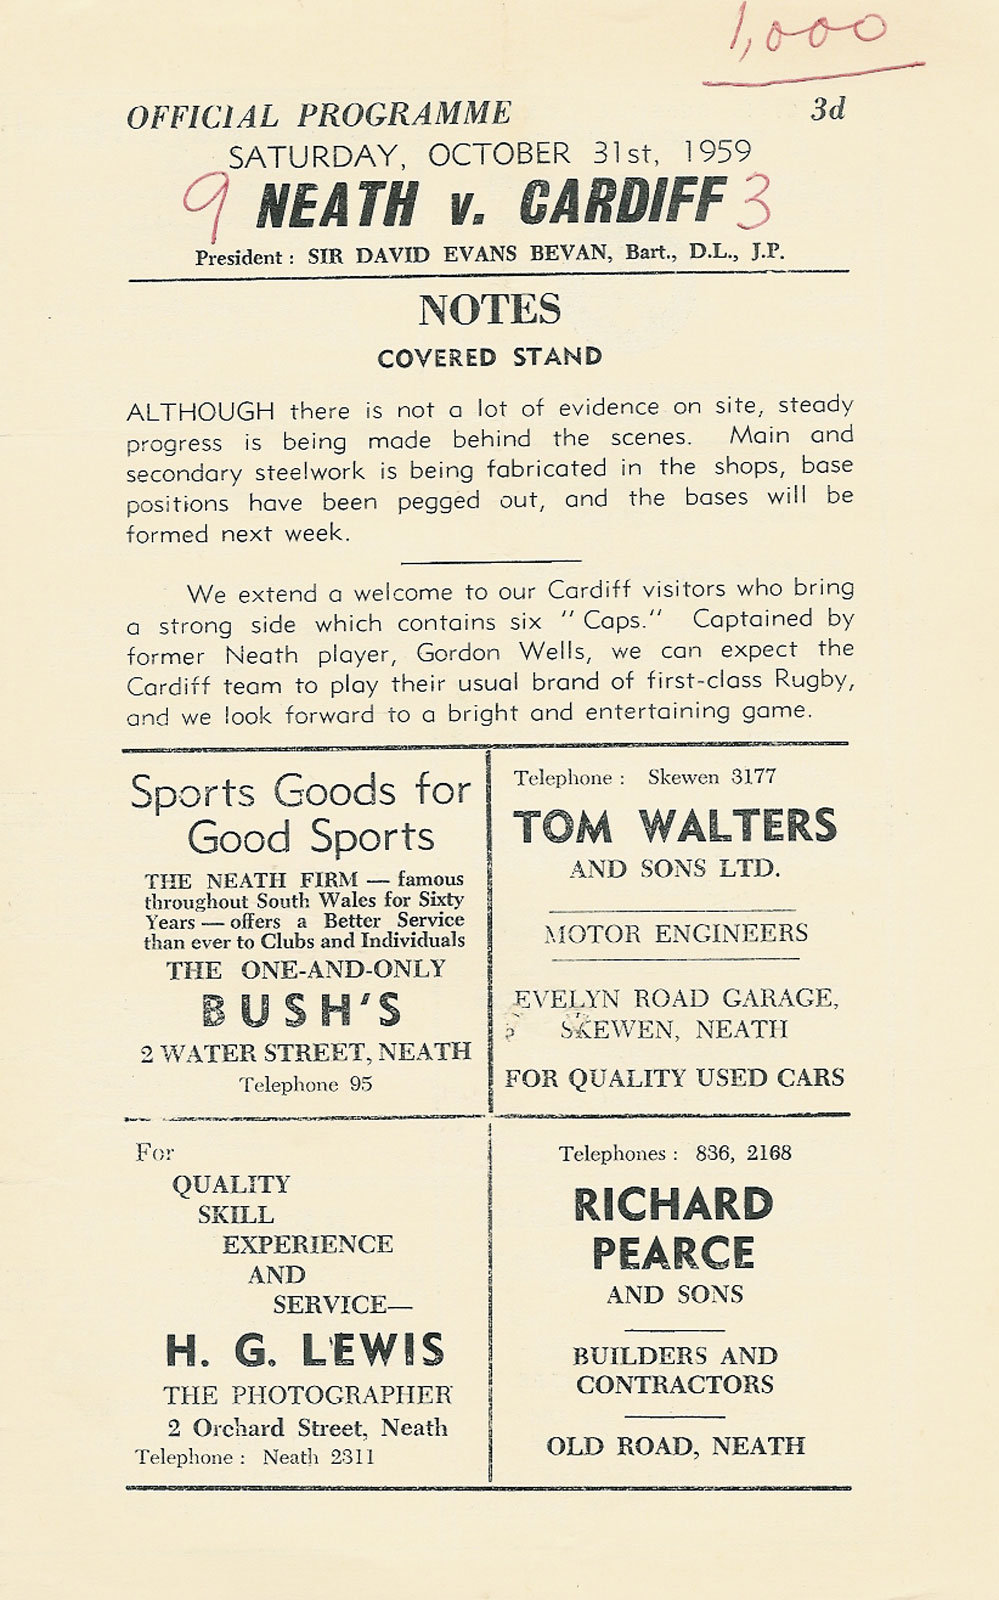 1,000
OFFICIAL PROGRAMME 3d
SATURDAY, OCTOBER 31st, 1959
9 NEATH v. CARDIFF 3
President : SIR DAVID EVANS BEVAN, Bart., D.L., J.P.
NOTES
COVERED STAND
ALTHOUGH there is not a lot of evidence on site, steady
progress is being made behind the scenes. Main and
secondary steelwork is being fabricated in the shops, base
positions have been pegged out, and the bases will be
formed next week.
We extend a welcome to our Cardiff visitors who bring
a strong side which contains six "Caps." Captained by
former Neath player, Gordon Wells, we can expect the
Cardiff team to play their usual brand of first-class Rugby,
and we look forward to a bright and entertaining game.
Sports Goods for
Good Sports
THE NEATH FIRM — famous
throughout South Wales for Sixty
Years — offers a Better Service
than ever to Clubs and Individuals
THE ONE-AND-ONLY
BUSH'S
2 WATER STREET, NEATH
Telephone 95
Telephone : Skewen 3177
TOM WALTERS
AND SONS LTD.
MOTOR ENGINEERS
EVELYN ROAD GARAGE,
SKEWEN, NEATH
FOR QUALITY USED CARS
For
QUALITY
SKILL
EXPERIENCE
AND
SERVICE—
H. G. LEWIS
THE PHOTOGRAPHER
2 Orchard Street, Neath
Telephone : Neath 2311
Telephones : 836, 2168
RICHARD
PEARCE
AND SONS
BUILDERS AND
CONTRACTORS
OLD ROAD, NEATH